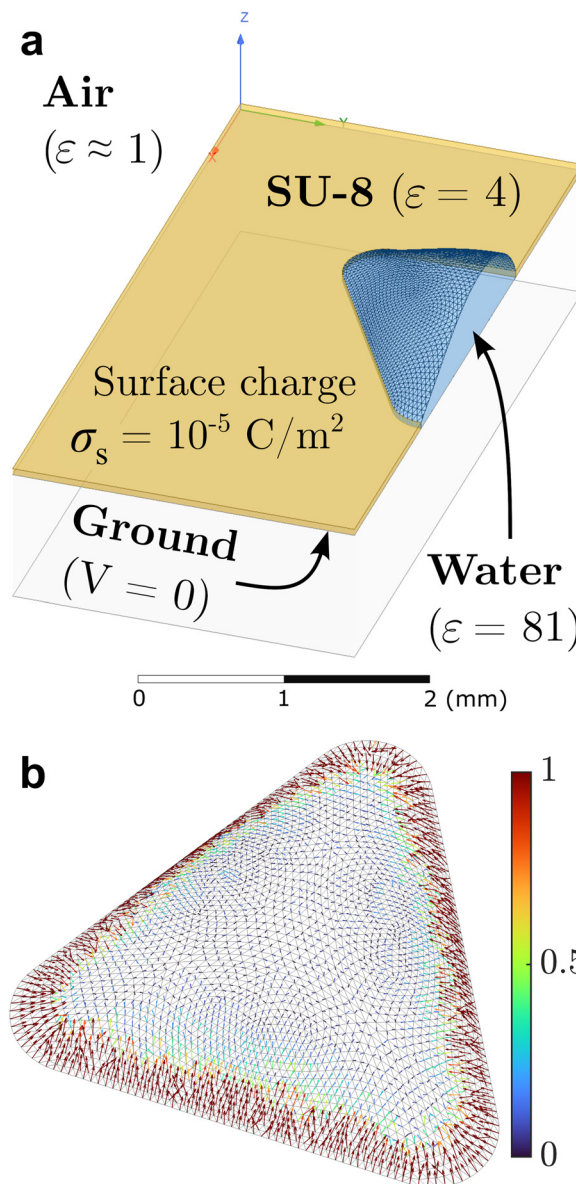 a
Z
Air
(ε ≈ 1)
Y
X
SU-8 (ε = 4)
Surface charge
σs = 10⁻⁵ C/m²
Ground
(V = 0)
Water
(ε = 81)
0 1 2 (mm)
b
1
0.5
0